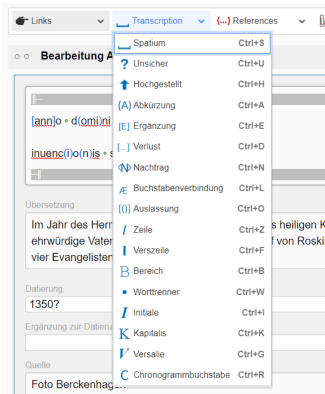 Links Transcription {...} References
Bearbeitung A
Spatium Ctrl+S
? Unsicher Ctrl+U
Hochgestellt Ctrl+H
(A) Abkürzung Ctrl+A
[E] Ergänzung Ctrl+E
[...] Verlust Ctrl+D
Nachtrag Ctrl+N
Æ Buchstabenverbindung Ctrl+L
[()] Auslassung Ctrl+O
/ Zeile Ctrl+Z
I Verszeile Ctrl+F
B Bereich Ctrl+B
• Worttrenner Ctrl+W
I Initiale Ctrl+I
K Kapitalis Ctrl+K
V Versalie Ctrl+G
C Chronogrammbuchstabe Ctrl+R
[ann]o • d(omi)ni
inuenc(i)o(n)is •
Übersetzung
Im Jahr des Herr s heiligen K
ehrwürdige Vater f von Roski
vier Evangelisten
Datierung
1350?
Ergänzung zur Datieru
Quelle
Foto Berckenhagen